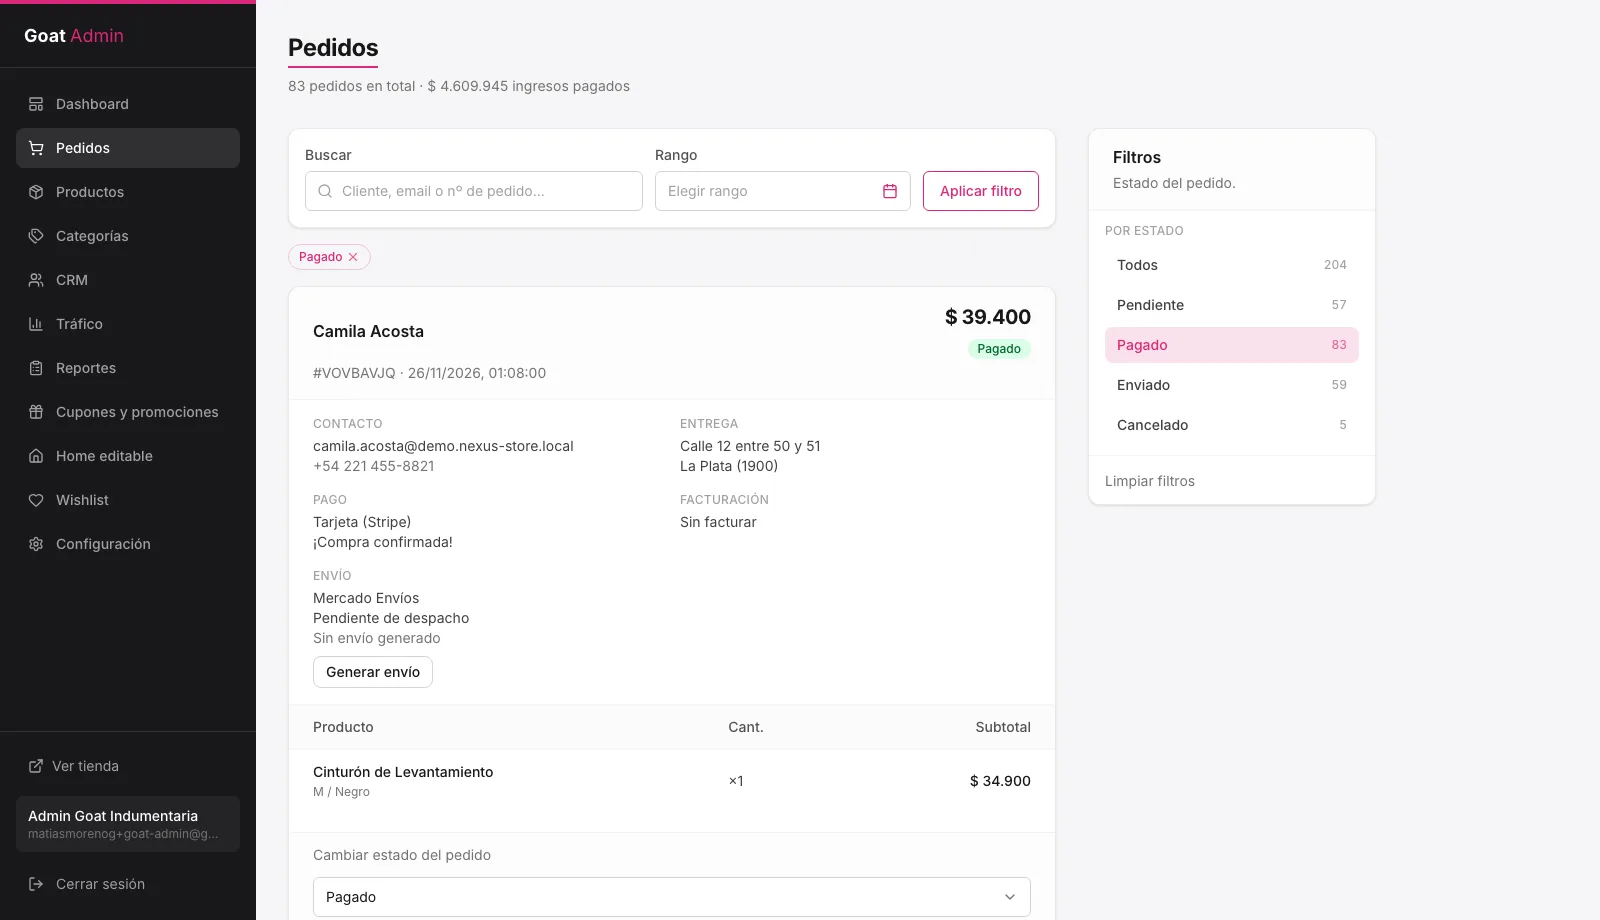 Goat Admin
Dashboard
Pedidos
Productos
Categorías
CRM
Tráfico
Reportes
Cupones y promociones
Home editable
Wishlist
Configuración
Ver tienda
Admin Goat Indumentaria
matiasmorenog+goat-admin@g...
Cerrar sesión
Pedidos
83 pedidos en total · $ 4.609.945 ingresos pagados
Buscar
Cliente, email o nº de pedido...
Rango
Elegir rango
Aplicar filtro
Pagado
Camila Acosta
$ 39.400
Pagado
#VOVBAVJQ · 26/11/2026, 01:08:00
CONTACTO
camila.acosta@demo.nexus-store.local
+54 221 455-8821
ENTREGA
Calle 12 entre 50 y 51
La Plata (1900)
PAGO
Tarjeta (Stripe)
¡Compra confirmada!
FACTURACIÓN
Sin facturar
ENVÍO
Mercado Envíos
Pendiente de despacho
Sin envío generado
Generar envío
Producto Cant. Subtotal
Cinturón de Levantamiento
M / Negro
×1
$ 34.900
Cambiar estado del pedido
Pagado
Filtros
Estado del pedido.
POR ESTADO
Todos 204
Pendiente 57
Pagado 83
Enviado 59
Cancelado 5
Limpiar filtros